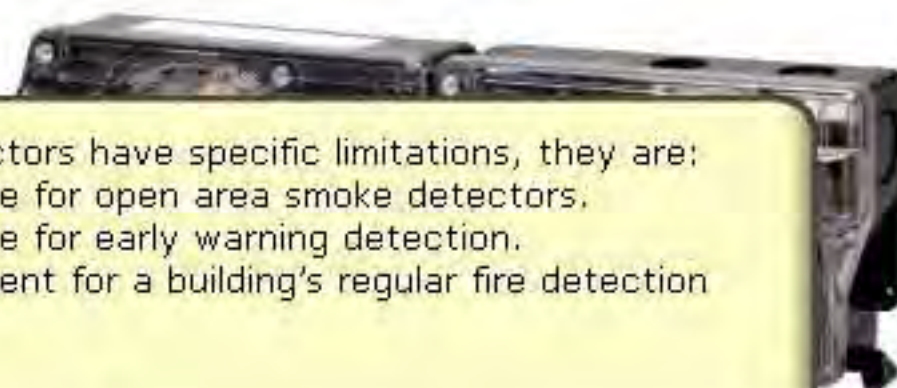 ctors have specific limitations, they are:
e for open area smoke detectors.
e for early warning detection.
ent for a building's regular fire detection